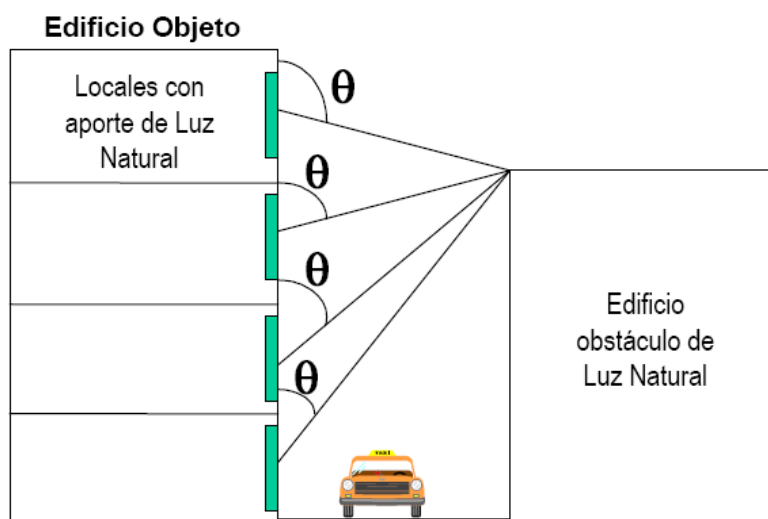 Edificio Objeto
Locales con
aporte de Luz
Natural
θ
θ
θ
θ
Edificio
obstáculo de
Luz Natural
TAXI